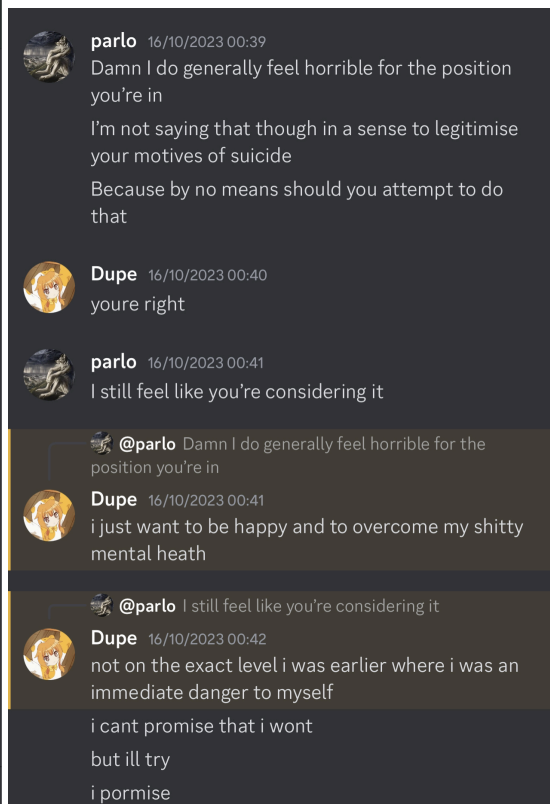 parlo 16/10/2023 00:39
Damn I do generally feel horrible for the position
you're in
I'm not saying that though in a sense to legitimise
your motives of suicide
Because by no means should you attempt to do
that
Dupe 16/10/2023 00:40
youre right
parlo 16/10/2023 00:41
I still feel like you're considering it
@parlo Damn I do generally feel horrible for the
position you're in
Dupe 16/10/2023 00:41
i just want to be happy and to overcome my shitty
mental heath
@parlo I still feel like you're considering it
Dupe 16/10/2023 00:42
not on the exact level i was earlier where i was an
immediate danger to myself
i cant promise that i wont
but ill try
i pormise